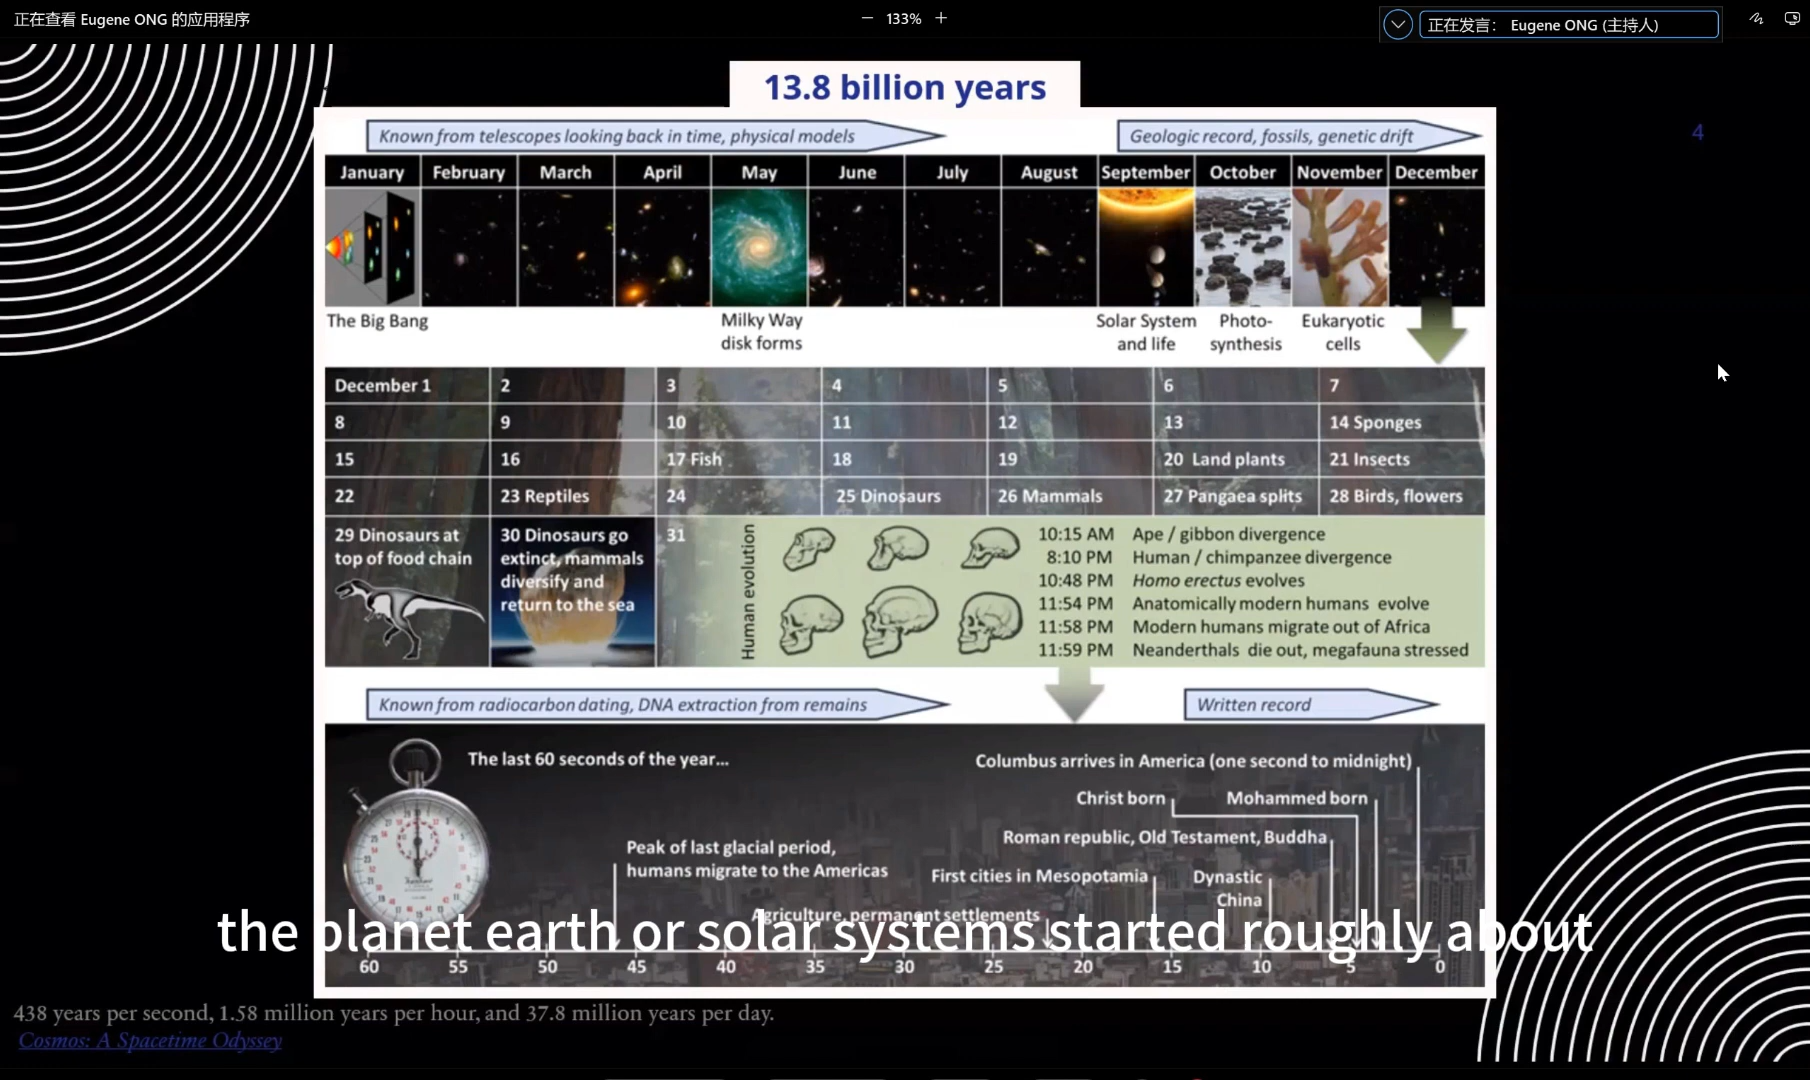 正在查看 Eugene ONG 的应用程序
133%
正在发言： Eugene ONG (主持人)
13.8 billion years
4
Known from telescopes looking back in time, physical models
Geologic record, fossils, genetic drift
January February March April May June July August September October November December
The Big Bang
Milky Way
disk forms
Solar System
and life
Photo-
synthesis
Eukaryotic
cells
December 1 2 3 4 5 6 7
8 9 10 11 12 13 14 Sponges
15 16 17 Fish 18 19 20 Land plants 21 Insects
22 23 Reptiles 24 25 Dinosaurs 26 Mammals 27 Pangaea splits 28 Birds, flowers
29 Dinosaurs at
top of food chain
30 Dinosaurs go
extinct, mammals
diversify and
return to the sea
31
Human evolution
10:15 AM Ape / gibbon divergence
8:10 PM Human / chimpanzee divergence
10:48 PM Homo erectus evolves
11:54 PM Anatomically modern humans evolve
11:58 PM Modern humans migrate out of Africa
11:59 PM Neanderthals die out, megafauna stressed
Known from radiocarbon dating, DNA extraction from remains
Written record
The last 60 seconds of the year...
Columbus arrives in America (one second to midnight)
Christ born
Mohammed born
Roman republic, Old Testament, Buddha
Peak of last glacial period,
humans migrate to the Americas
First cities in Mesopotamia
Dynastic
China
Agriculture, permanent settlements
the planet earth or solar systems started roughly about
60 55 50 45 40 35 30 25 20 15 10 5 0
438 years per second, 1.58 million years per hour, and 37.8 million years per day.
Cosmos: A Spacetime Odyssey